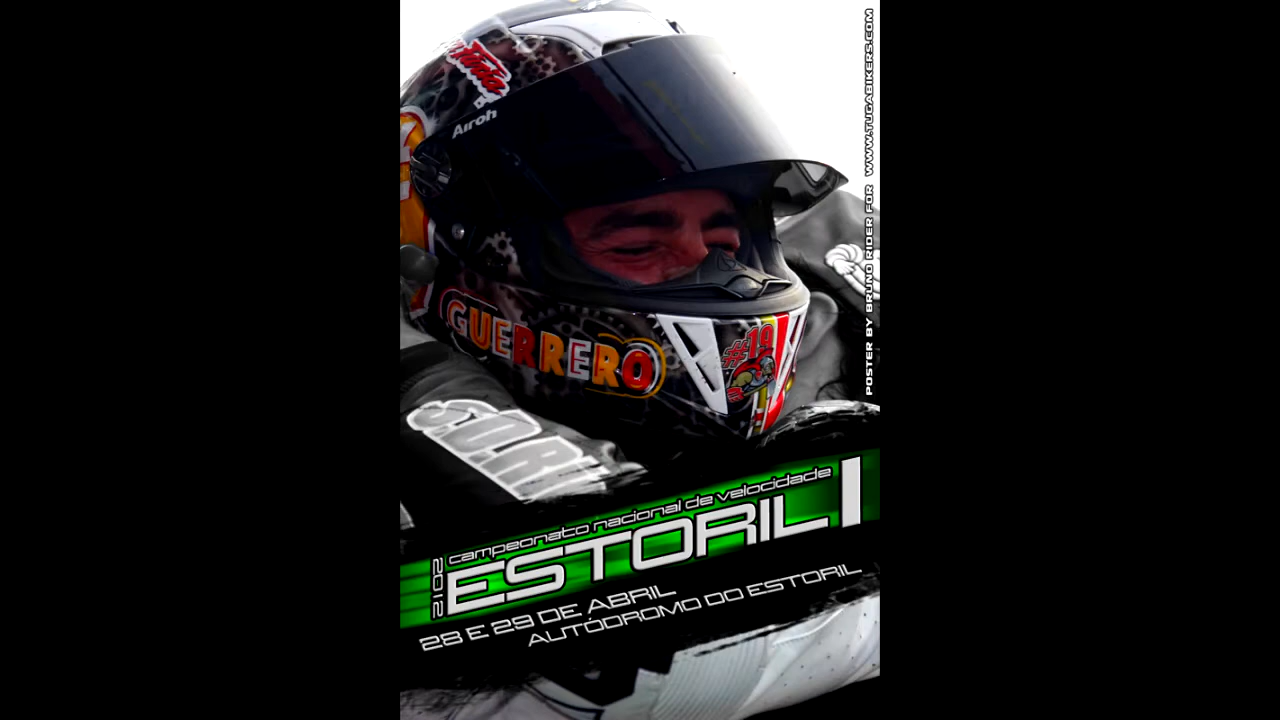 Airoh
GUERRERO
#19
S.O.R.
POSTER BY BRUNO RIDER FOR WWW.TUGABIKERS.COM
2012
campeonato nacional de velocidade
ESTORIL I
28 E 29 DE ABRIL
AUTÓDROMO DO ESTORIL